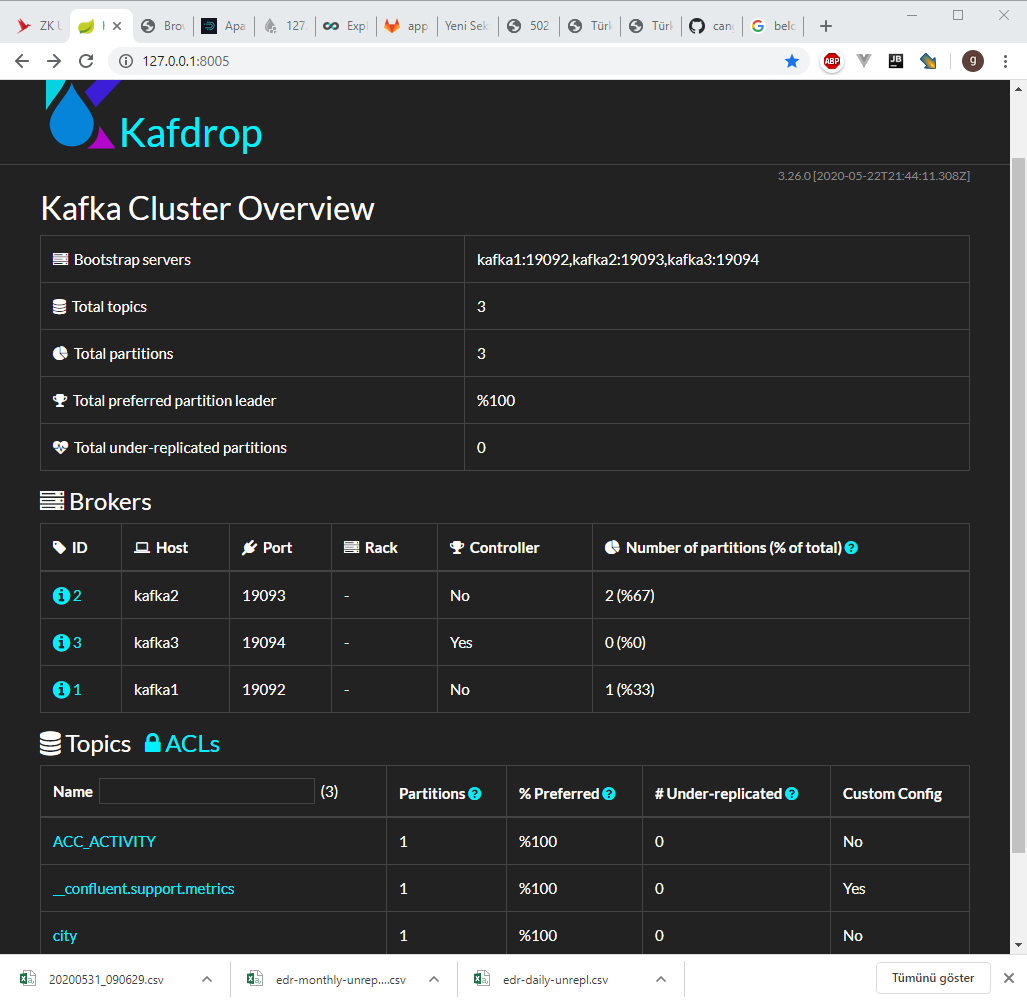 ZK U
Brov
Apa
127
Expl
app
Yeni Sek
502
Türk
Türk
cang
belc
127.0.0.1:8005
ABP
JB
g
Kafdrop
3.26.0 [2020-05-22T21:44:11.308Z]
Kafka Cluster Overview
Bootstrap servers kafka1:19092,kafka2:19093,kafka3:19094
Total topics 3
Total partitions 3
Total preferred partition leader %100
Total under-replicated partitions 0
Brokers
ID Host Port Rack Controller Number of partitions (% of total)
2 kafka2 19093 - No 2 (%67)
3 kafka3 19094 - Yes 0 (%0)
1 kafka1 19092 - No 1 (%33)
Topics ACLs
Name (3) Partitions % Preferred # Under-replicated Custom Config
ACC_ACTIVITY 1 %100 0 No
__confluent.support.metrics 1 %100 0 Yes
city 1 %100 0 No
20200531_090629.csv
edr-monthly-unrep....csv
edr-daily-unrepl.csv
Tümünü göster